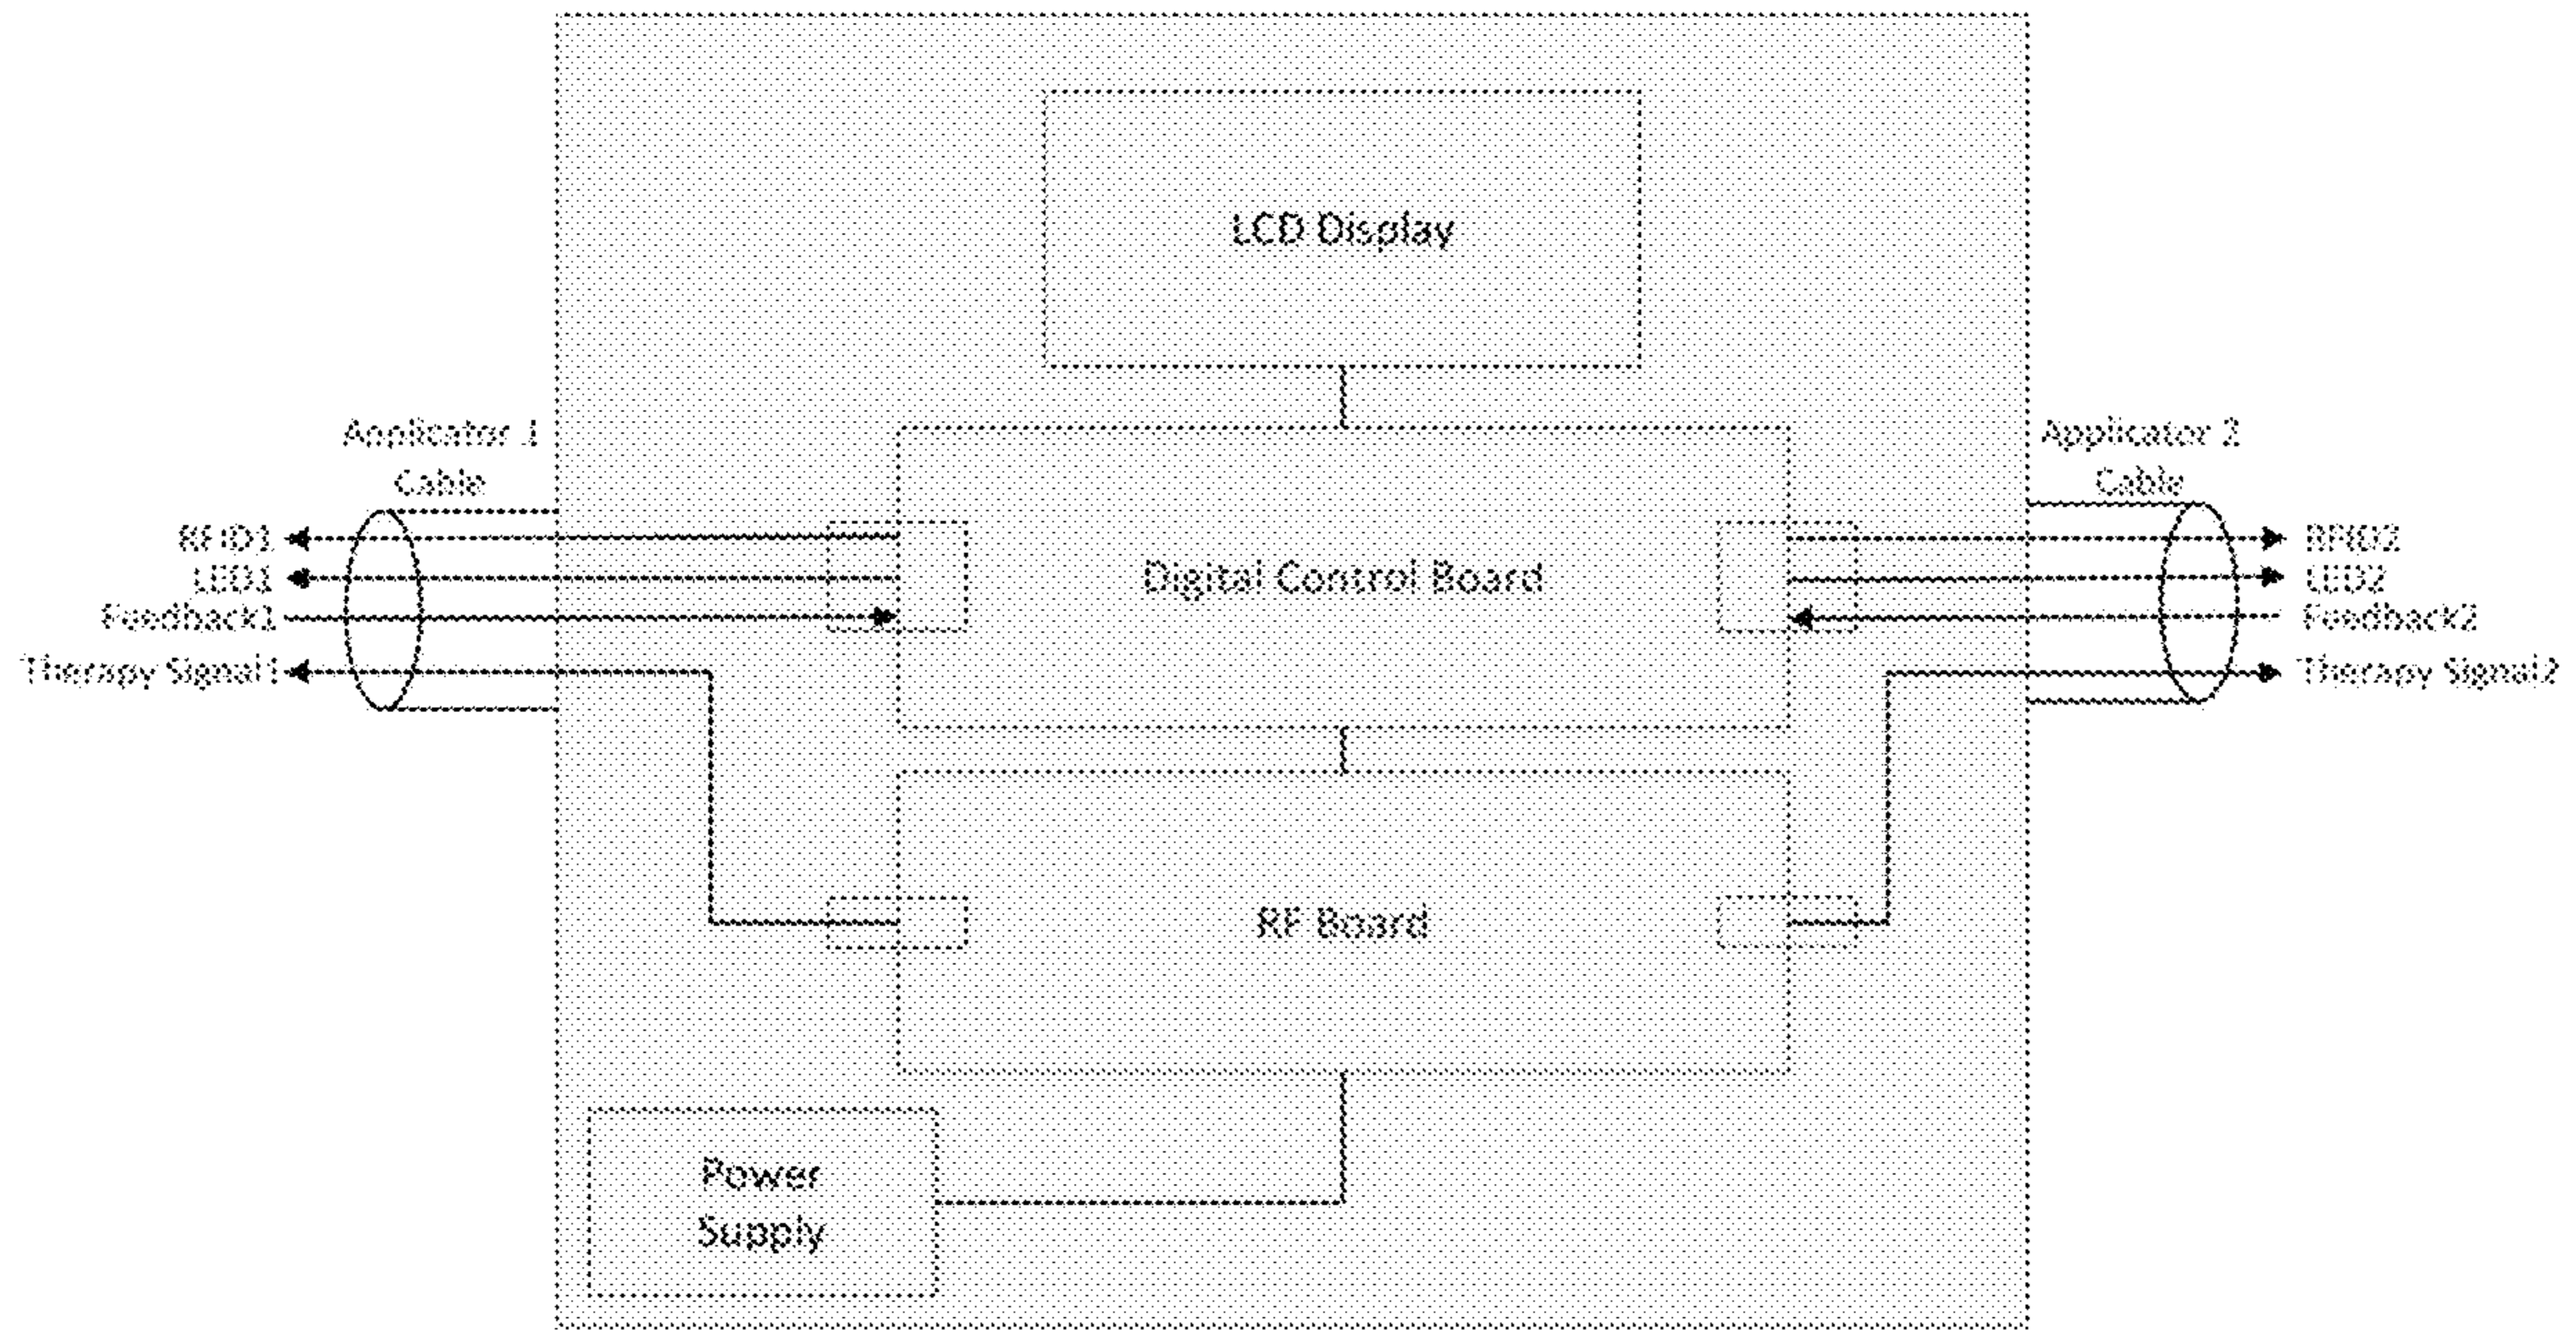 LCD Display
Applicator 1
Cable
Applicator 2
Cable
RFID1
LED1
Feedback1
Therapy Signal1
Digital Control Board
RFID2
LED2
Feedback2
Therapy Signal2
RF Board
Power
Supply